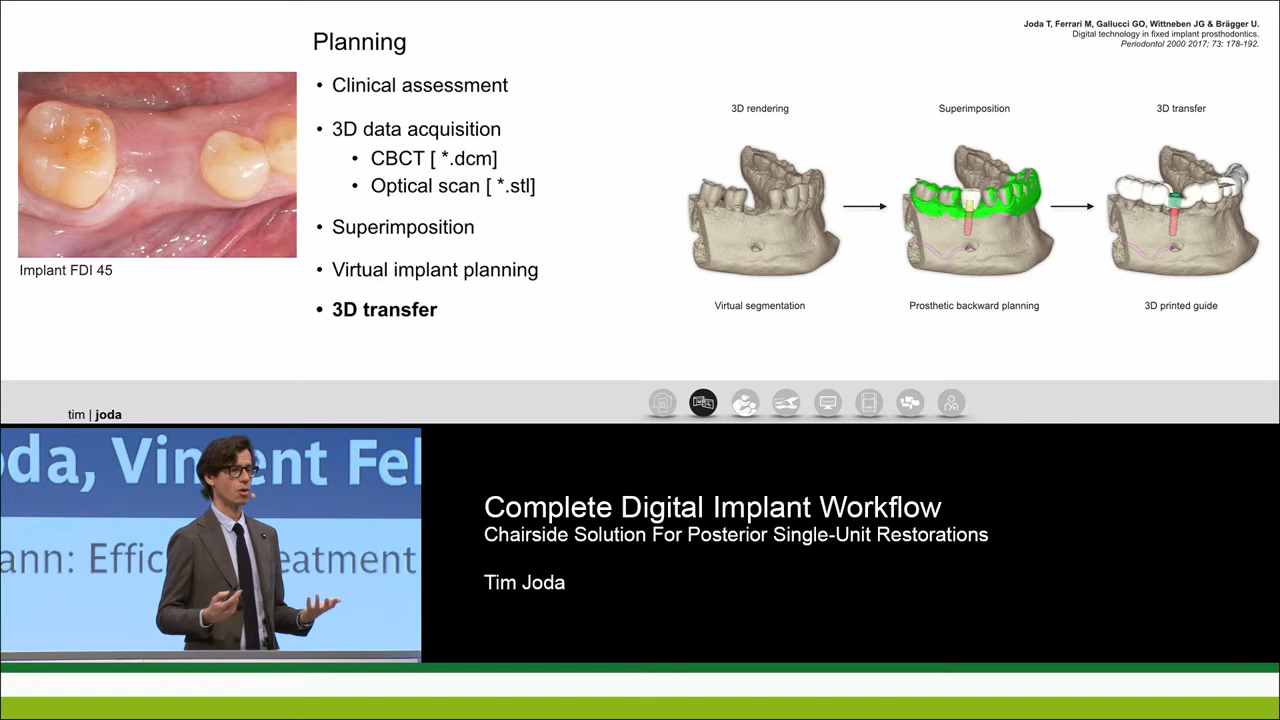 Planning
• Clinical assessment
• 3D data acquisition
• CBCT [ *.dcm]
• Optical scan [ *.stl]
• Superimposition
• Virtual implant planning
• 3D transfer
Implant FDI 45
Joda T, Ferrari M, Gallucci GO, Wittneben JG & Brägger U.
Digital technology in fixed implant prosthodontics.
Periodontol 2000 2017; 73: 178-192.
3D rendering
Superimposition
3D transfer
Virtual segmentation
Prosthetic backward planning
3D printed guide
tim | joda
oda, Vin ent Fel
ann: Effic eatment
Complete Digital Implant Workflow
Chairside Solution For Posterior Single-Unit Restorations
Tim Joda